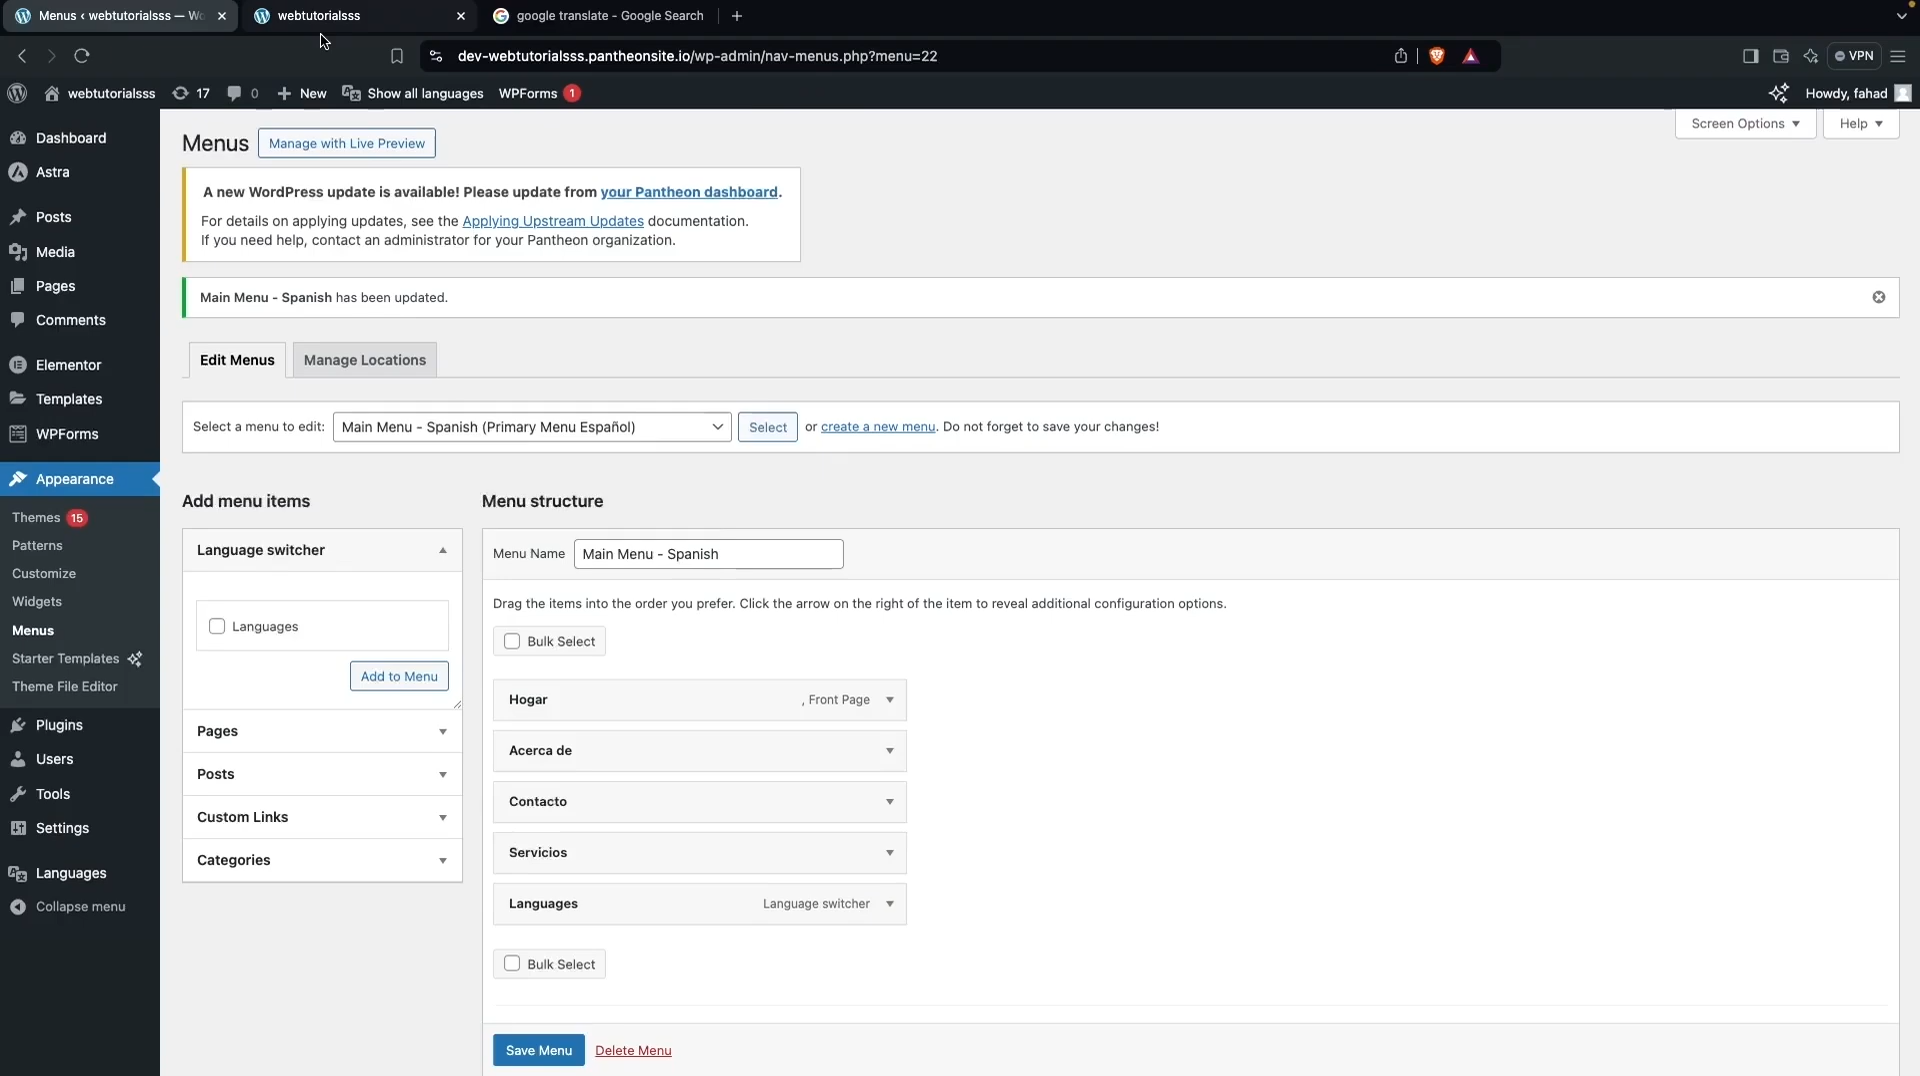 Menus ‹ webtutorialsss — Wo
webtutorialsss
google translate - Google Search
dev-webtutorialsss.pantheonsite.io/wp-admin/nav-menus.php?menu=22
VPN
webtutorialsss
17
0
New
Show all languages
WPForms 1
Howdy, fahad
Dashboard
Astra
Posts
Media
Pages
Comments
Elementor
Templates
WPForms
Appearance
Themes 15
Patterns
Customize
Widgets
Menus
Starter Templates
Theme File Editor
Plugins
Users
Tools
Settings
Languages
Collapse menu
Screen Options
Help
Menus
Manage with Live Preview
A new WordPress update is available! Please update from your Pantheon dashboard.
For details on applying updates, see the Applying Upstream Updates documentation.
If you need help, contact an administrator for your Pantheon organization.
Main Menu - Spanish has been updated.
Edit Menus
Manage Locations
Select a menu to edit: Main Menu - Spanish (Primary Menu Español) Select or create a new menu. Do not forget to save your changes!
Add menu items
Language switcher
Languages
Add to Menu
Pages
Posts
Custom Links
Categories
Menu structure
Menu Name Main Menu - Spanish
Drag the items into the order you prefer. Click the arrow on the right of the item to reveal additional configuration options.
Bulk Select
Hogar , Front Page
Acerca de
Contacto
Servicios
Languages Language switcher
Bulk Select
Save Menu Delete Menu